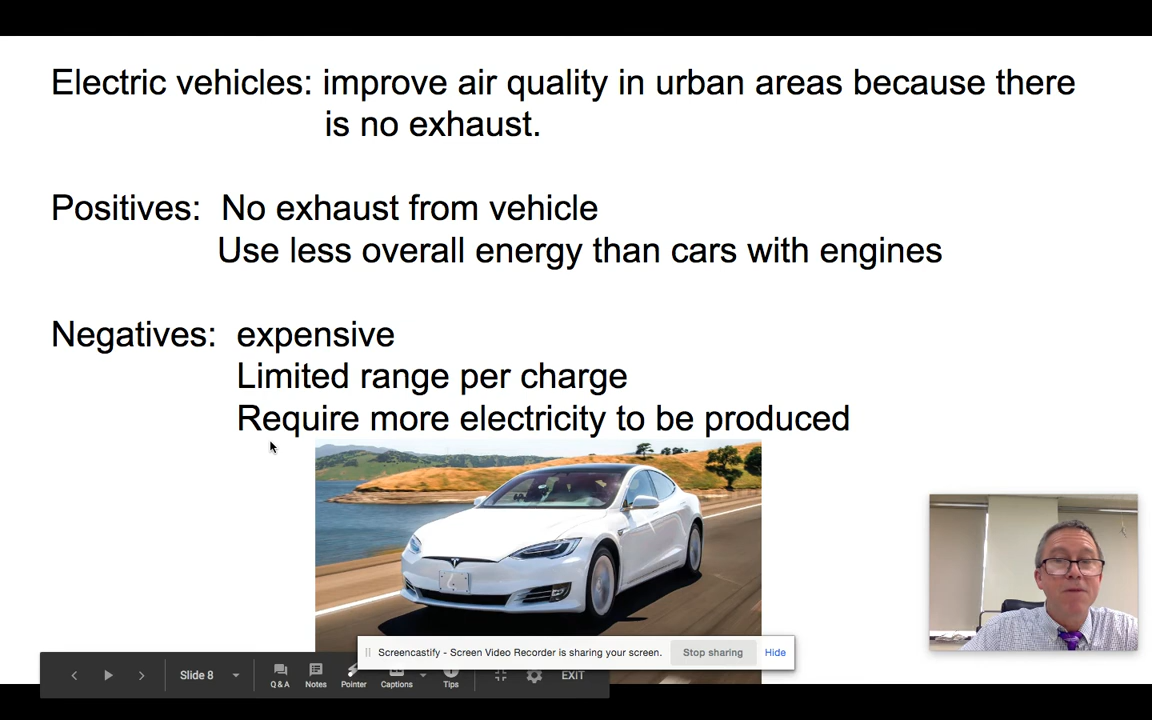 Electric vehicles: improve air quality in urban areas because there
is no exhaust.
Positives: No exhaust from vehicle
Use less overall energy than cars with engines
Negatives: expensive
Limited range per charge
Require more electricity to be produced
Screencastify - Screen Video Recorder is sharing your screen. Stop sharing Hide
Slide 8 Q & A Notes Pointer Captions Tips EXIT